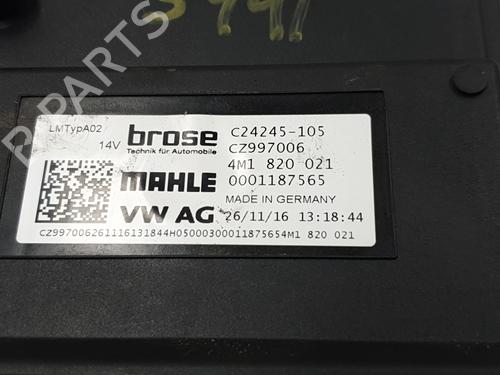 LMTypA02
14V
brose
Technik für Automobile
C24245-105
CZ997006
4M1 820 021
MAHLE
0001187565
MADE IN GERMANY
VW AG
26/11/16 13:18:44
CZ997006261116131844H05000300011875654M1 820 021
B PARTS